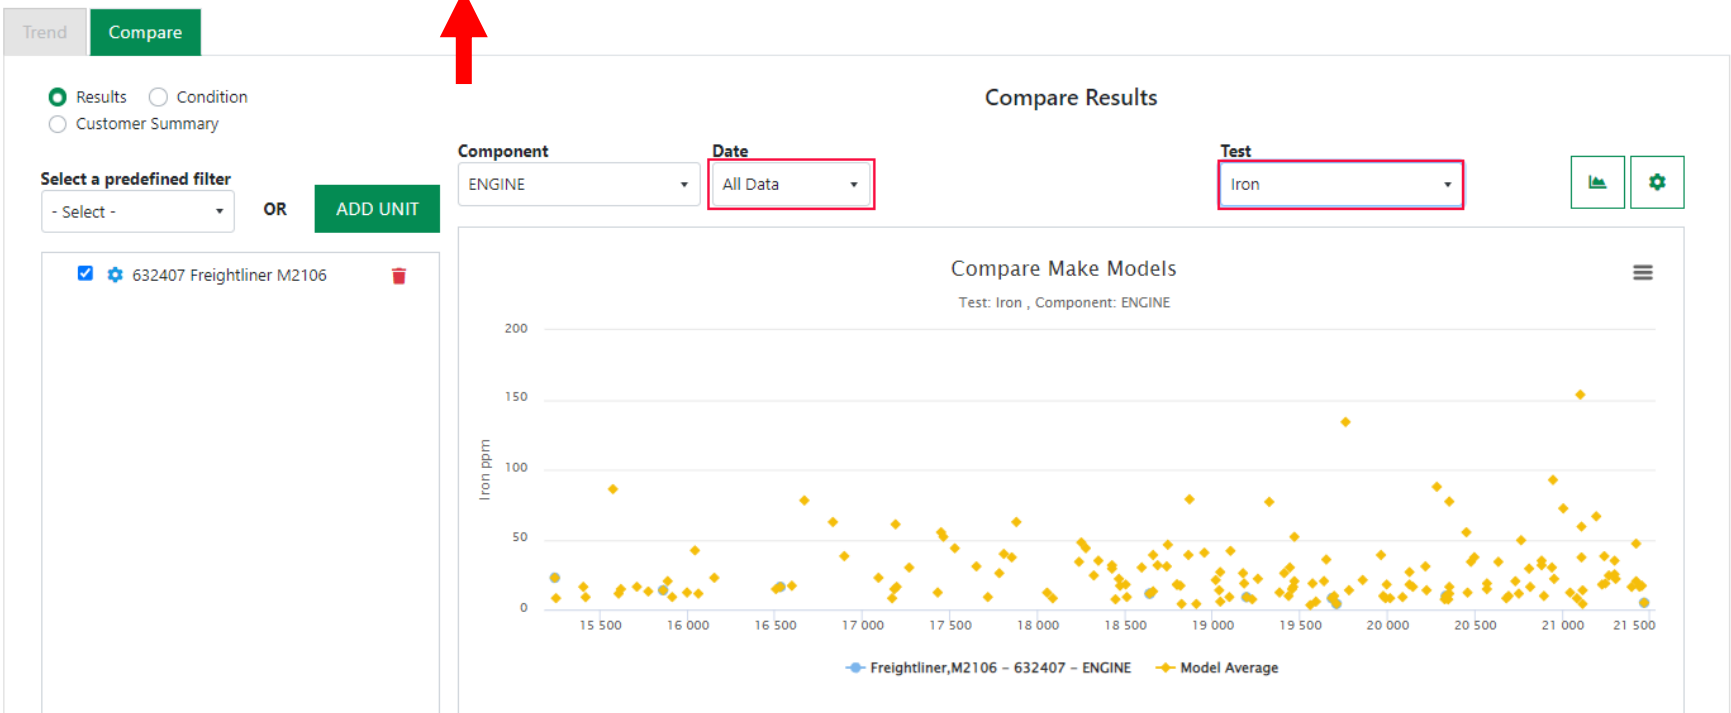 Trend
Compare
Results
Condition
Customer Summary
Compare Results
Component
Date
Test
Select a predefined filter
ENGINE
All Data
Iron
- Select -
OR
ADD UNIT
632407 Freightliner M2106
Compare Make Models
Test: Iron , Component: ENGINE
Iron ppm
200
150
100
50
0
15 500
16 000
16 500
17 000
17 500
18 000
18 500
19 000
19 500
20 000
20 500
21 000
21 500
Freightliner,M2106 – 632407 – ENGINE
Model Average